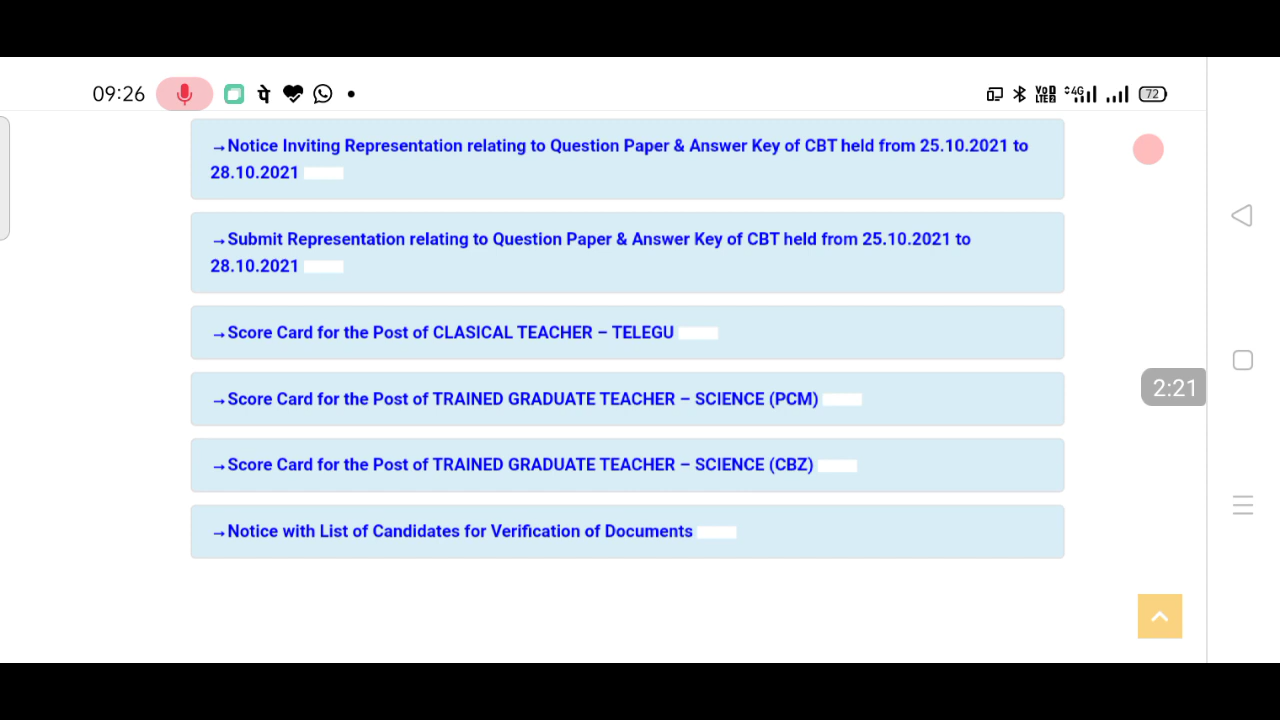 09:26
पे
VoD
LTE2
4G
72
→Notice Inviting Representation relating to Question Paper & Answer Key of CBT held from 25.10.2021 to
28.10.2021
→Submit Representation relating to Question Paper & Answer Key of CBT held from 25.10.2021 to
28.10.2021
→Score Card for the Post of CLASICAL TEACHER – TELEGU
→Score Card for the Post of TRAINED GRADUATE TEACHER – SCIENCE (PCM)
2:21
→Score Card for the Post of TRAINED GRADUATE TEACHER – SCIENCE (CBZ)
→Notice with List of Candidates for Verification of Documents